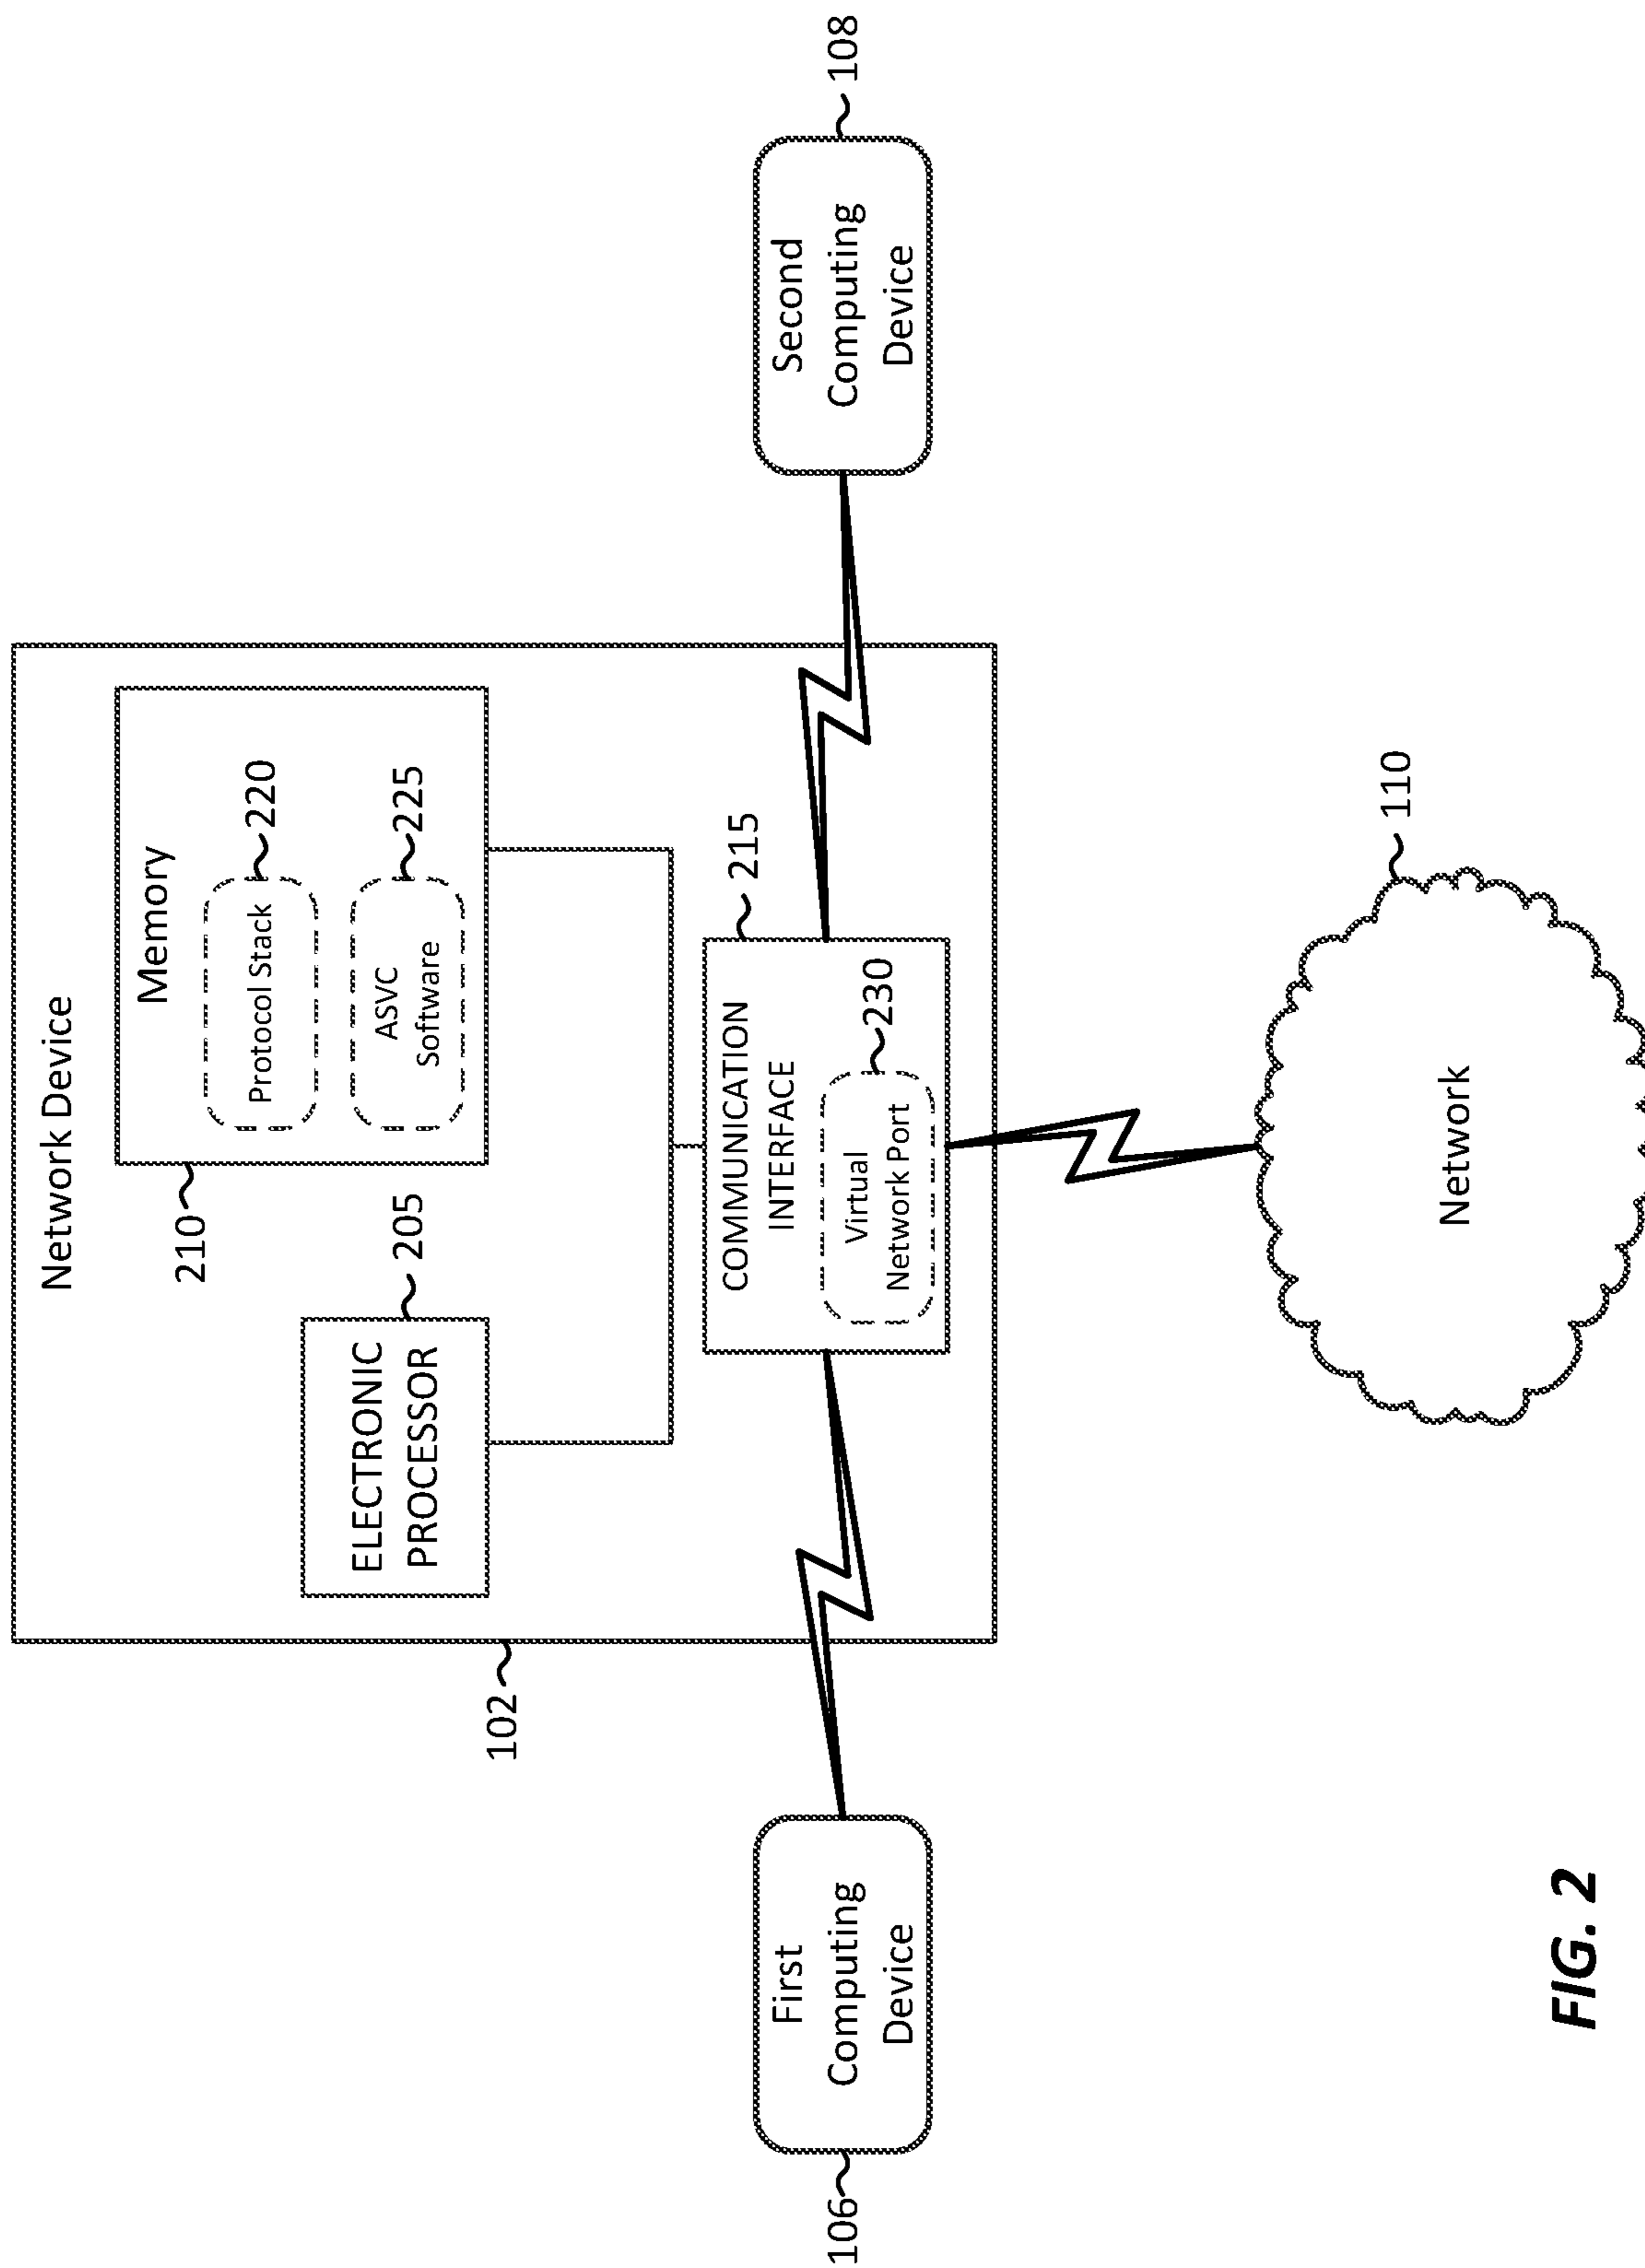 Network Device
Memory
210
Protocol Stack
220
ASVC
Software
225
ELECTRONIC
PROCESSOR
205
102
COMMUNICATION
INTERFACE
215
Virtual
Network Port
230
First
Computing
Device
106
Second
Computing
Device
108
110
Network
FIG. 2